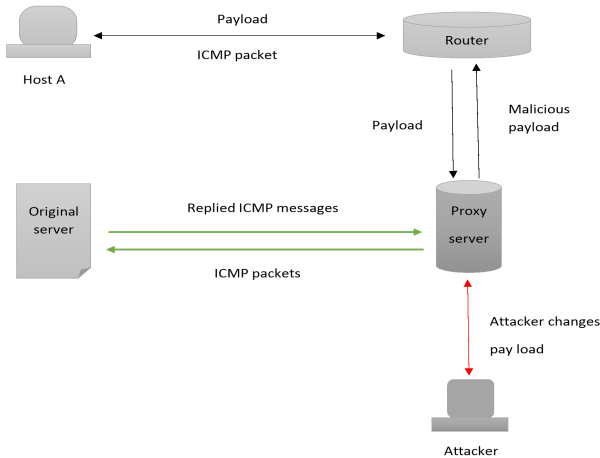 Payload
Router
ICMP packet
Host A
Payload
Malicious
payload
Original
server
Replied ICMP messages
Proxy
server
ICMP packets
Attacker changes
pay load
Attacker